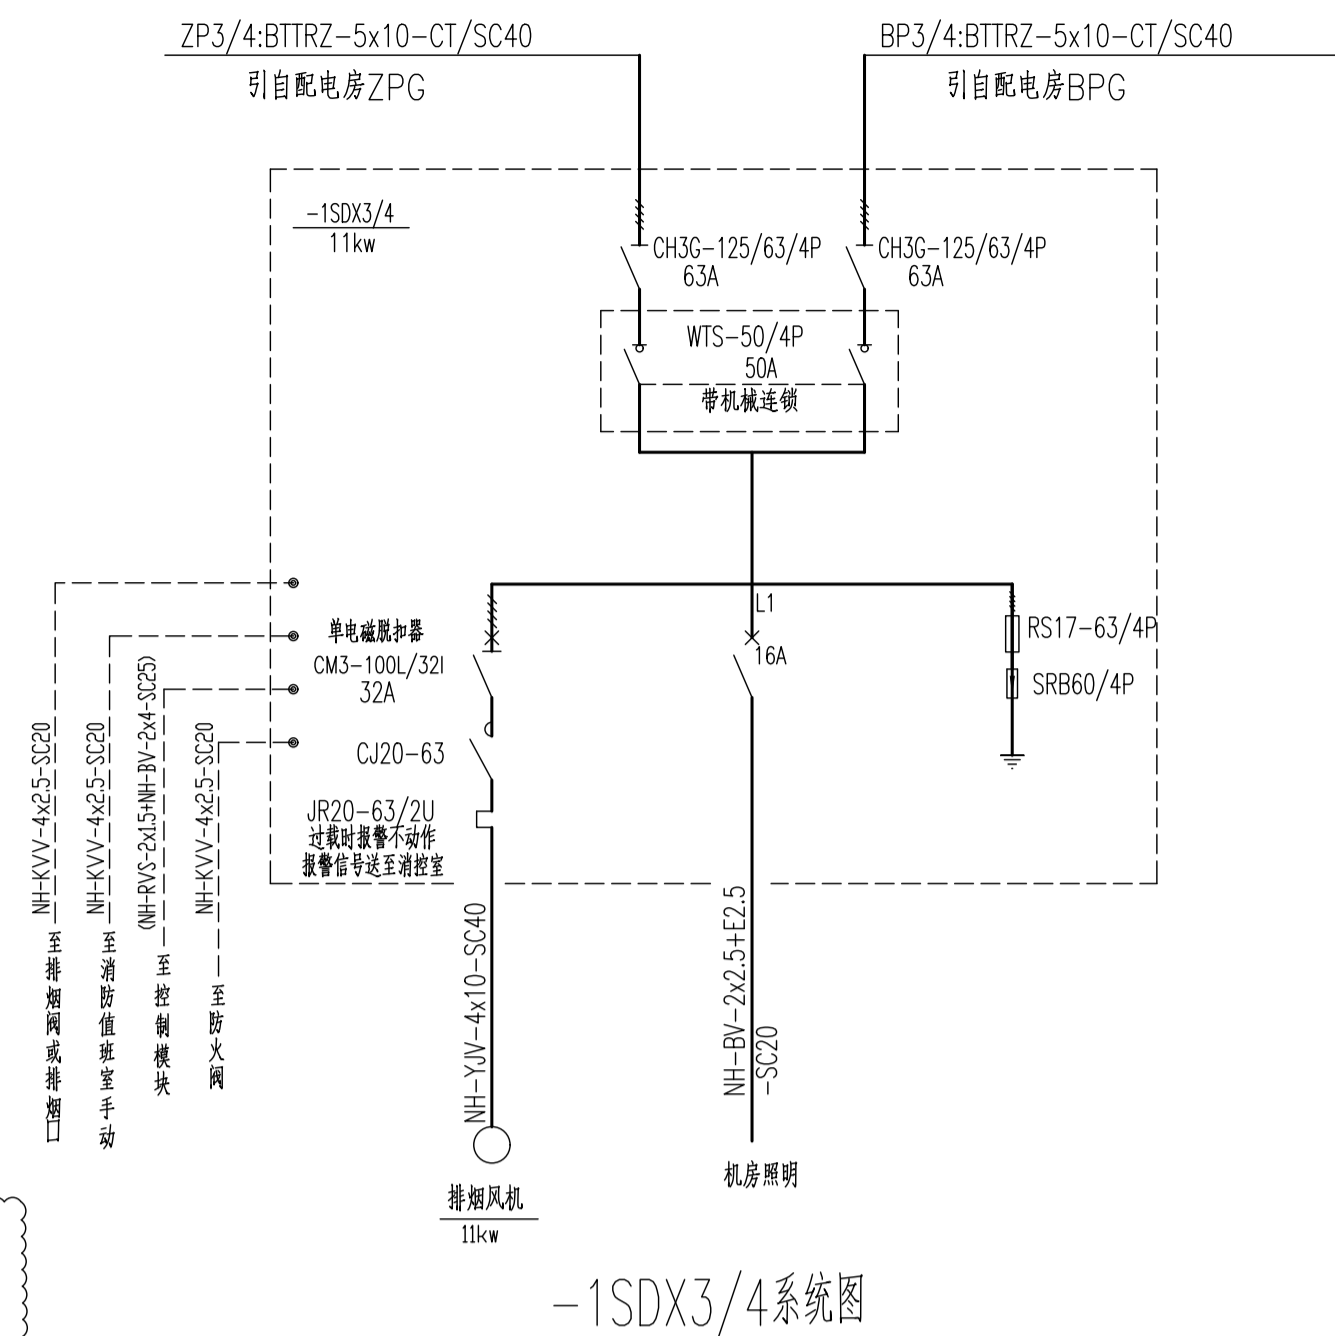 ZP3/4:BTTRZ-5x10-CT/SC40
引自配电房ZPG
BP3/4:BTTRZ-5x10-CT/SC40
引自配电房BPG
-1SDX3/4
11kw
CH3G-125/63/4P
63A
CH3G-125/63/4P
63A
WTS-50/4P
50A
带机械连锁
L1
16A
RS17-63/4P
SRB60/4P
单电磁脱扣器
CM3-100L/32I
32A
CJ20-63
JR20-63/2U
过载时报警不动作
报警信号送至消控室
NH-KVV-4x2.5-SC20
至排烟阀或排烟口
NH-KVV-4x2.5-SC20
至消防值班室手动
(NH-RVS-2x1.5+NH-BV-2x4-SC25)
至控制模块
NH-KVV-4x2.5-SC20
至防火阀
NH-YJV-4x10-SC40
NH-BV-2x2.5+E2.5
-SC20
排烟风机
11kw
机房照明
-1SDX3/4系统图